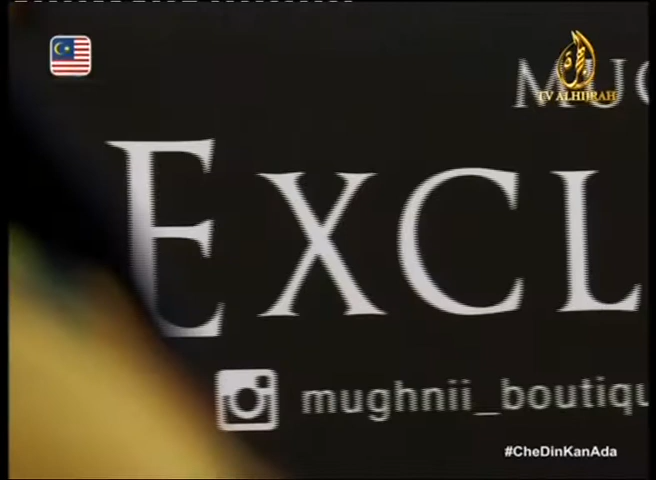 MUG
TV ALHIJRAH
EXCL
mughnii_boutiqu
#CheDinKanAda